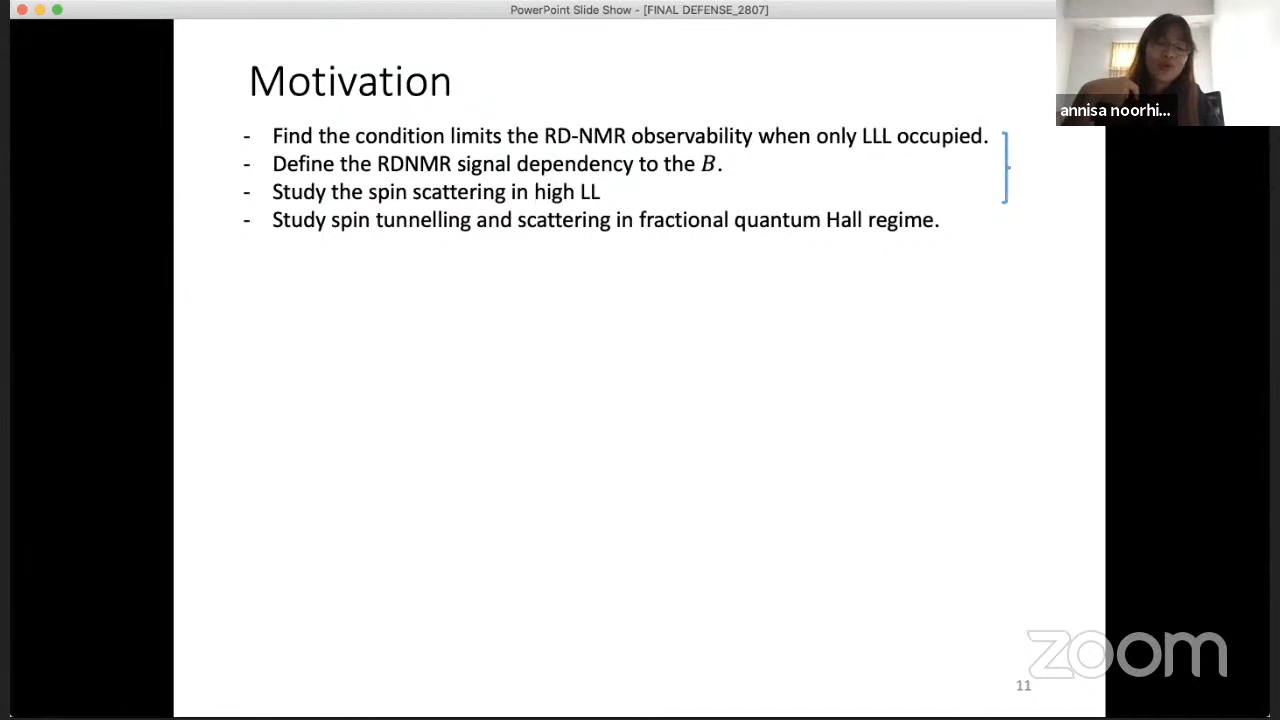 PowerPoint Slide Show - [FINAL DEFENSE_2807]
annisa noorhi...
Motivation
- Find the condition limits the RD-NMR observability when only LLL occupied.
- Define the RDNMR signal dependency to the B.
- Study the spin scattering in high LL
- Study spin tunnelling and scattering in fractional quantum Hall regime.
zoom
11